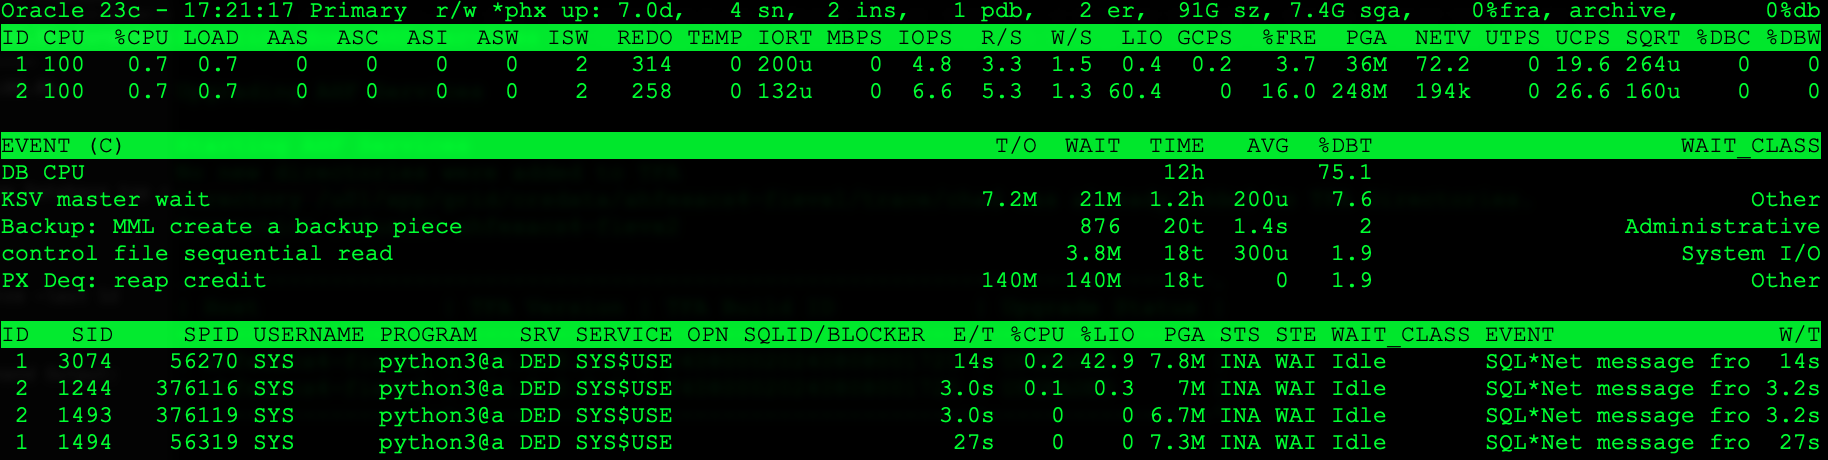 Oracle 23c - 17:21:17 Primary  r/w *phx up: 7.0d,   4 sn,  2 ins,   1 pdb,   2 er,  91G sz, 7.4G sga,    0%fra, archive,      0%db
ID CPU  %CPU LOAD  AAS  ASC  ASI  ASW  ISW  REDO TEMP IORT MBPS IOPS  R/S  W/S  LIO GCPS  %FRE  PGA  NETV UTPS UCPS SQRT %DBC %DBW
1 100   0.7  0.7    0    0    0    0    2   314    0 200u    0  4.8  3.3  1.5  0.4  0.2   3.7  36M  72.2    0 19.6 264u    0    0
2 100   0.7  0.7    0    0    0    0    2   258    0 132u    0  6.6  5.3  1.3 60.4    0  16.0 248M  194k    0 26.6 160u    0    0
EVENT (C)                                                              T/O  WAIT  TIME   AVG  %DBT                      WAIT_CLASS
DB CPU                                                                             12h        75.1
KSV master wait                                                       7.2M   21M  1.2h  200u   7.6                           Other
Backup: MML create a backup piece                                            876   20t  1.4s     2                  Administrative
control file sequential read                                                3.8M   18t  300u   1.9                      System I/O
PX Deq: reap credit                                                   140M  140M   18t     0   1.9                           Other
ID   SID     SPID USERNAME PROGRAM   SRV SERVICE OPN SQLID/BLOCKER  E/T %CPU %LIO  PGA STS STE WAIT_CLASS EVENT                W/T
1  3074    56270 SYS      python3@a DED SYS$USE                    14s  0.2 42.9 7.8M INA WAI Idle       SQL*Net message fro  14s
2  1244   376116 SYS      python3@a DED SYS$USE                   3.0s  0.1  0.3   7M INA WAI Idle       SQL*Net message fro 3.2s
2  1493   376119 SYS      python3@a DED SYS$USE                   3.0s    0    0 6.7M INA WAI Idle       SQL*Net message fro 3.2s
1  1494    56319 SYS      python3@a DED SYS$USE                    27s    0    0 7.3M INA WAI Idle       SQL*Net message fro  27s